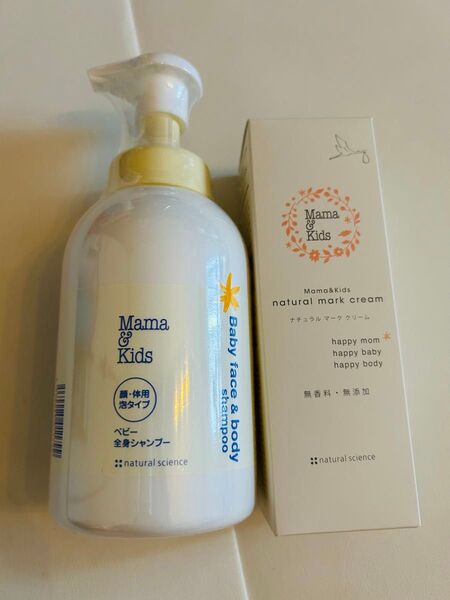 Mama
&
Kids
顔・体用
泡タイプ
ベビー
全身シャンプー
natural science
Baby face & body
shampoo
Mama
&
Kids
Mama&Kids
natural mark cream
ナチュラル マーク クリーム
happy mom
happy baby
happy body
無香料・無添加
natural science